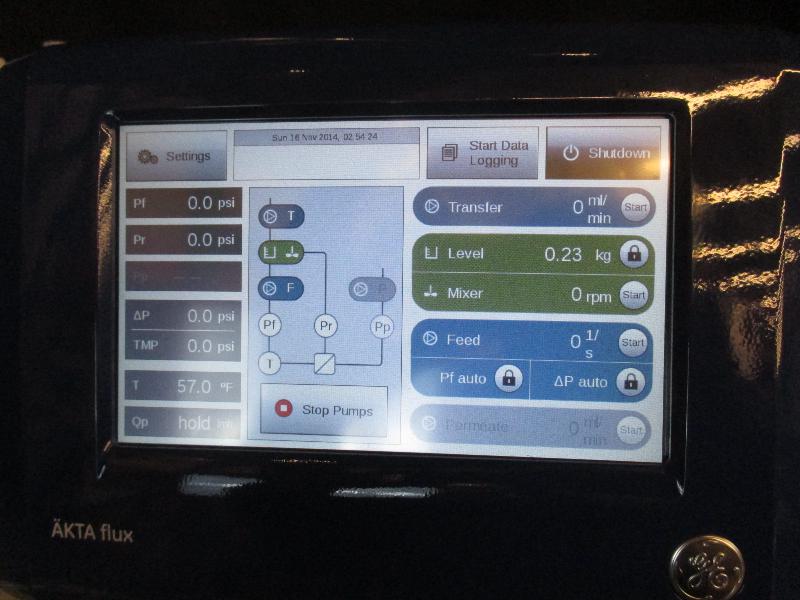 Sun 16 Nov 2014, 02 54 24
Settings
Start Data
Logging
Shutdown
Pf 0.0 psi
Pr 0.0 psi
Pp
ΔP 0.0 psi
TMP 0.0 psi
T 57.0 °F
Qp hold
T
F
P
Pf
Pr
Pp
T
Stop Pumps
Transfer 0 ml/
min
Start
Level 0.23 kg
Mixer 0 rpm
Start
Feed 0 1/
s
Start
Pf auto
ΔP auto
Permeate 0 ml/
min
Start
ÄKTA flux
GE